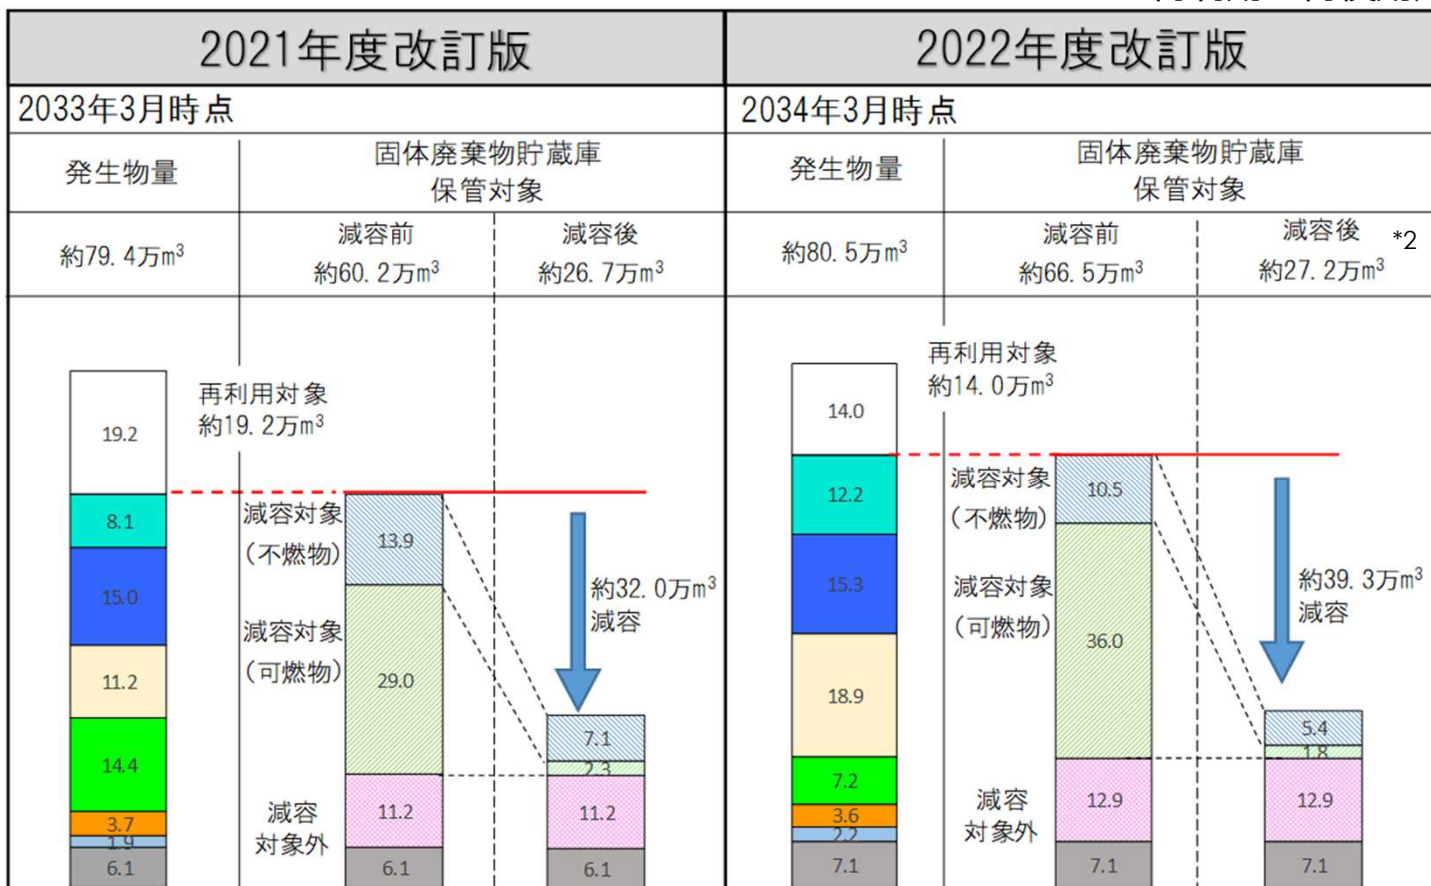 2021年度改訂版
2033年3月時点
発生物量
固体廃棄物貯蔵庫
保管対象
約79.4万m³
減容前
約60.2万m³
減容後
約26.7万m³
再利用対象
約19.2万m³
19.2
8.1
15.0
11.2
14.4
3.7
1.9
6.1
減容対象
(不燃物)
減容対象
(可燃物)
減容
対象外
13.9
29.0
11.2
6.1
約32.0万m³
減容
7.1
2.3
11.2
6.1
2022年度改訂版
2034年3月時点
発生物量
固体廃棄物貯蔵庫
保管対象
約80.5万m³
減容前
約66.5万m³
減容後
約27.2万m³
*2
再利用対象
約14.0万m³
14.0
12.2
15.3
18.9
7.2
3.6
2.2
7.1
減容対象
(不燃物)
減容対象
(可燃物)
減容
対象外
10.5
36.0
12.9
7.1
約39.3万m³
減容
5.4
1.8
12.9
7.1